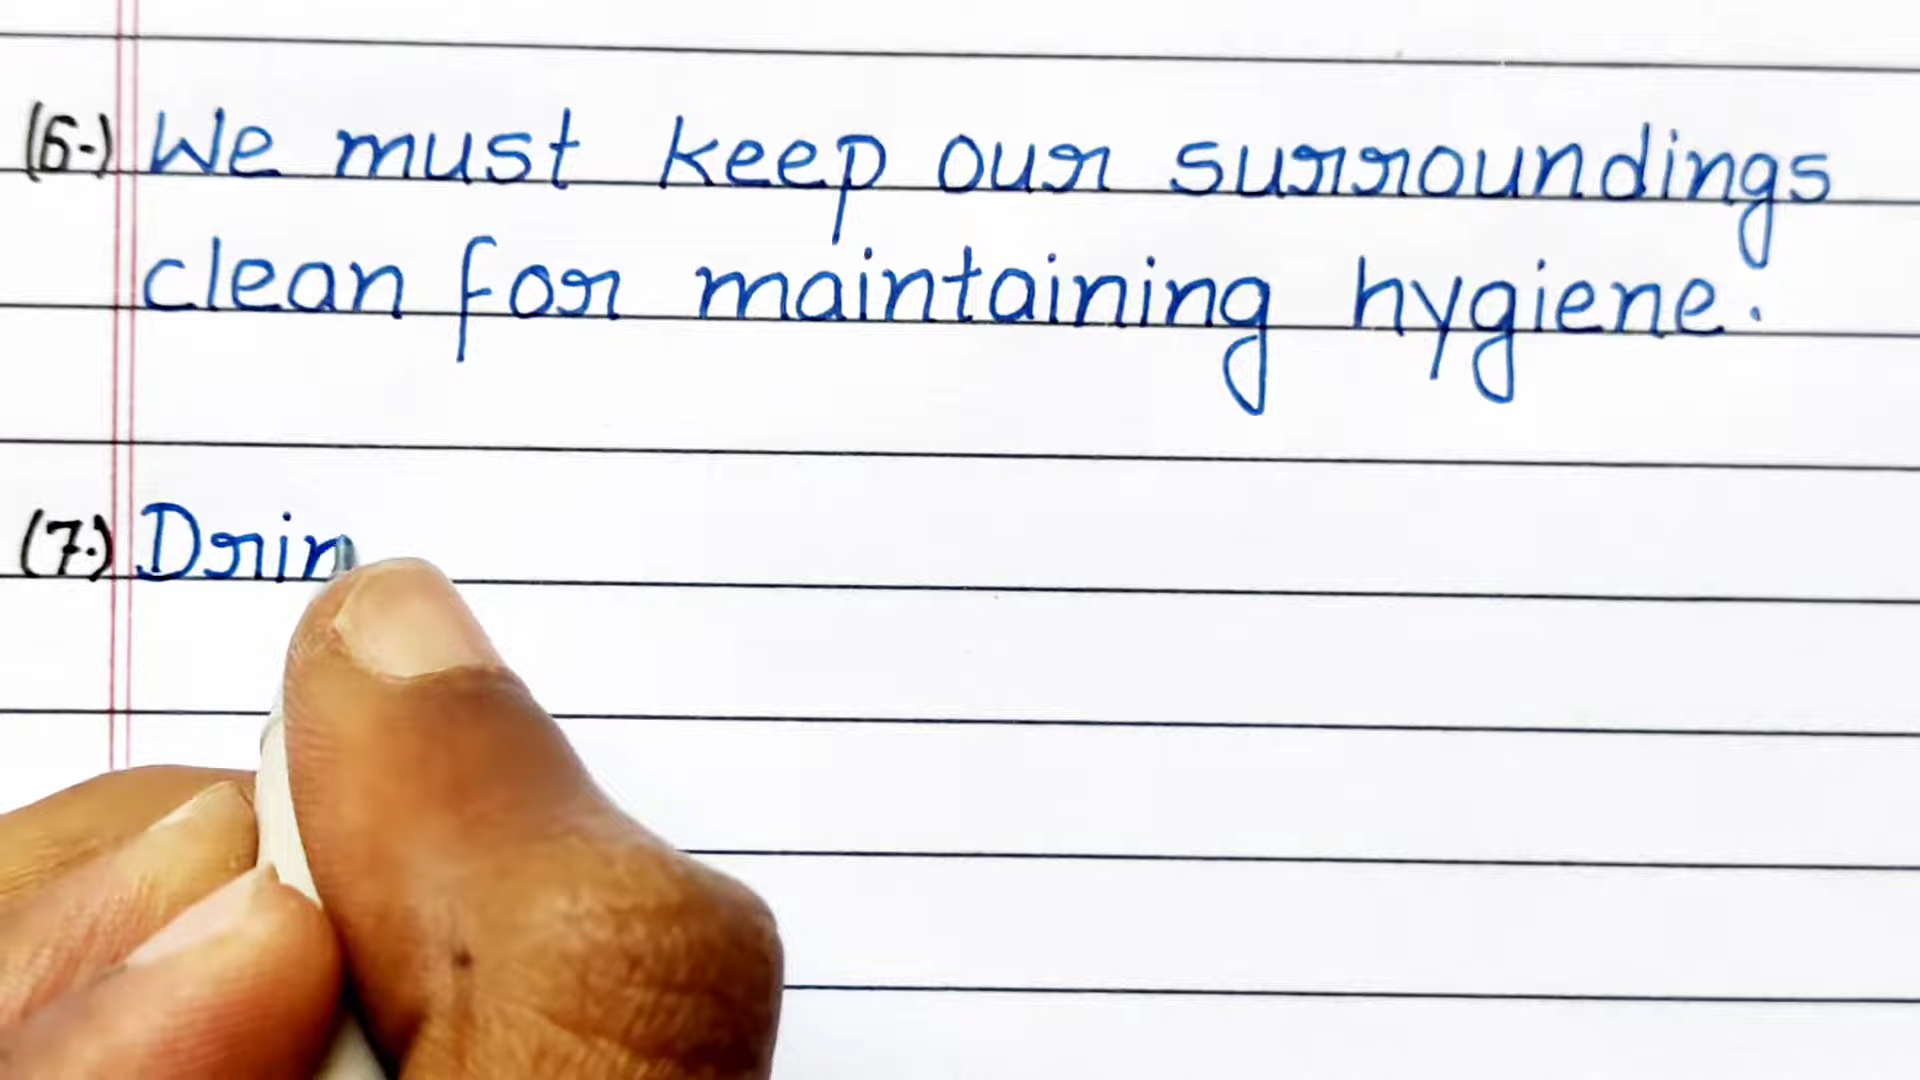 (6.) We must keep our surroundings
clean for maintaining hygiene.
(7.) Drin